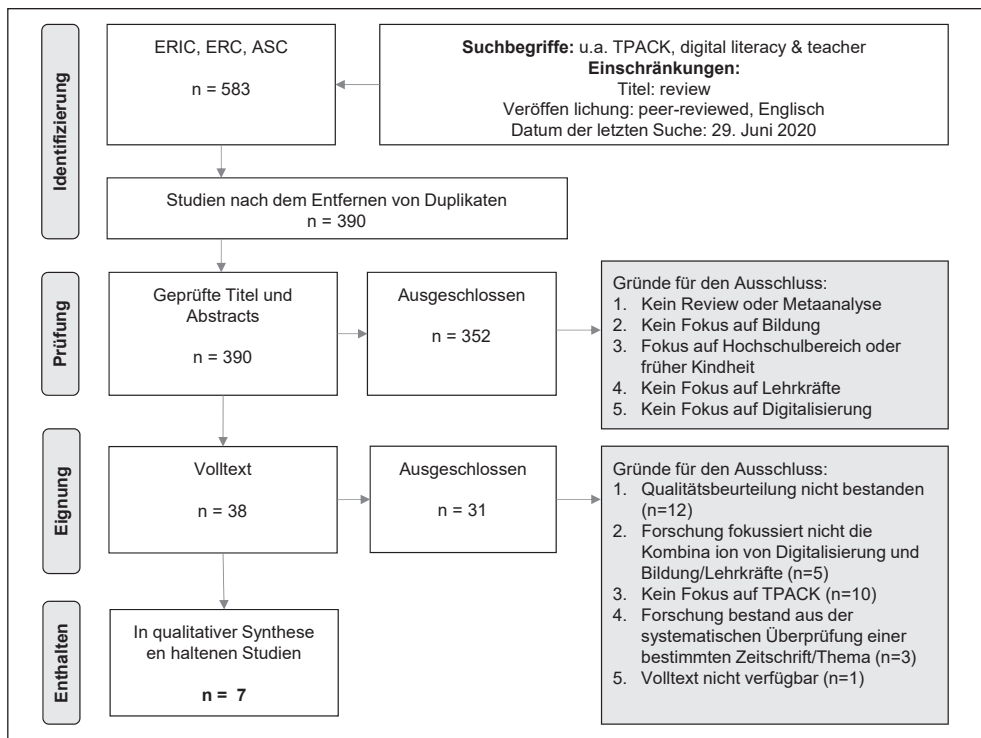 Identifizierung
ERIC, ERC, ASC
n = 583
Suchbegriffe: u.a. TPACK, digital literacy & teacher
Einschränkungen:
Titel: review
Veröffen lichung: peer-reviewed, Englisch
Datum der letzten Suche: 29. Juni 2020
Studien nach dem Entfernen von Duplikaten
n = 390
Prüfung
Geprüfte Titel und
Abstracts
n = 390
Ausgeschlossen
n = 352
Gründe für den Ausschluss:
1. Kein Review oder Metaanalyse
2. Kein Fokus auf Bildung
3. Fokus auf Hochschulbereich oder
früher Kindheit
4. Kein Fokus auf Lehrkräfte
5. Kein Fokus auf Digitalisierung
Eignung
Volltext
n = 38
Ausgeschlossen
n = 31
Gründe für den Ausschluss:
1. Qualitätsbeurteilung nicht bestanden
(n=12)
2. Forschung fokussiert nicht die
Kombina ion von Digitalisierung und
Bildung/Lehrkräfte (n=5)
3. Kein Fokus auf TPACK (n=10)
4. Forschung bestand aus der
systematischen Überprüfung einer
bestimmten Zeitschrift/Thema (n=3)
5. Volltext nicht verfügbar (n=1)
Enthalten
In qualitativer Synthese
en haltenen Studien
n = 7